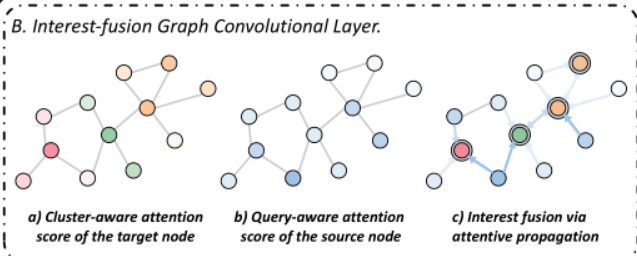 B. Interest-fusion Graph Convolutional Layer.
a) Cluster-aware attention
score of the target node
b) Query-aware attention
score of the source node
c) Interest fusion via
attentive propagation